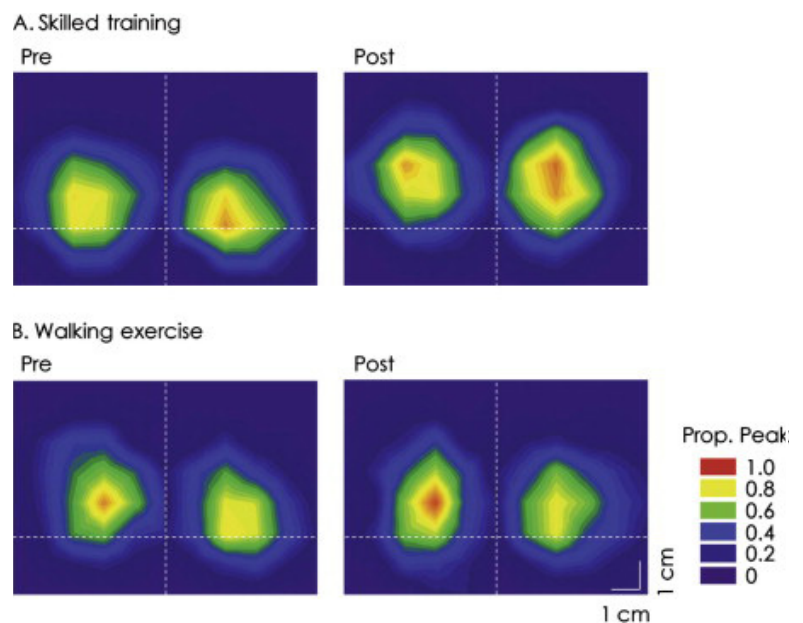 A. Skilled training
Pre
Post
B. Walking exercise
Pre
Post
Prop. Peak:
1.0
0.8
0.6
0.4
0.2
0
1 cm
1 cm